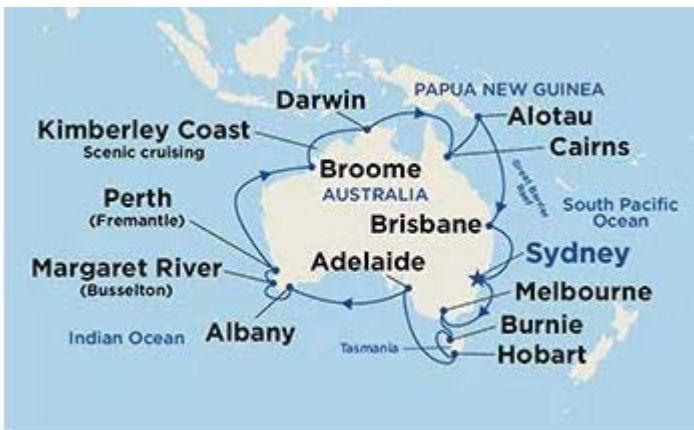 PAPUA NEW GUINEA
Darwin
Alotau
Kimberley Coast
Scenic cruising
Cairns
Broome
Great Barrier
Reef
AUSTRALIA
Perth
(Fremantle)
South Pacific
Ocean
Brisbane
Adelaide
Sydney
Margaret River
(Busselton)
Melbourne
Indian Ocean
Albany
Burnie
Tasmania
Hobart